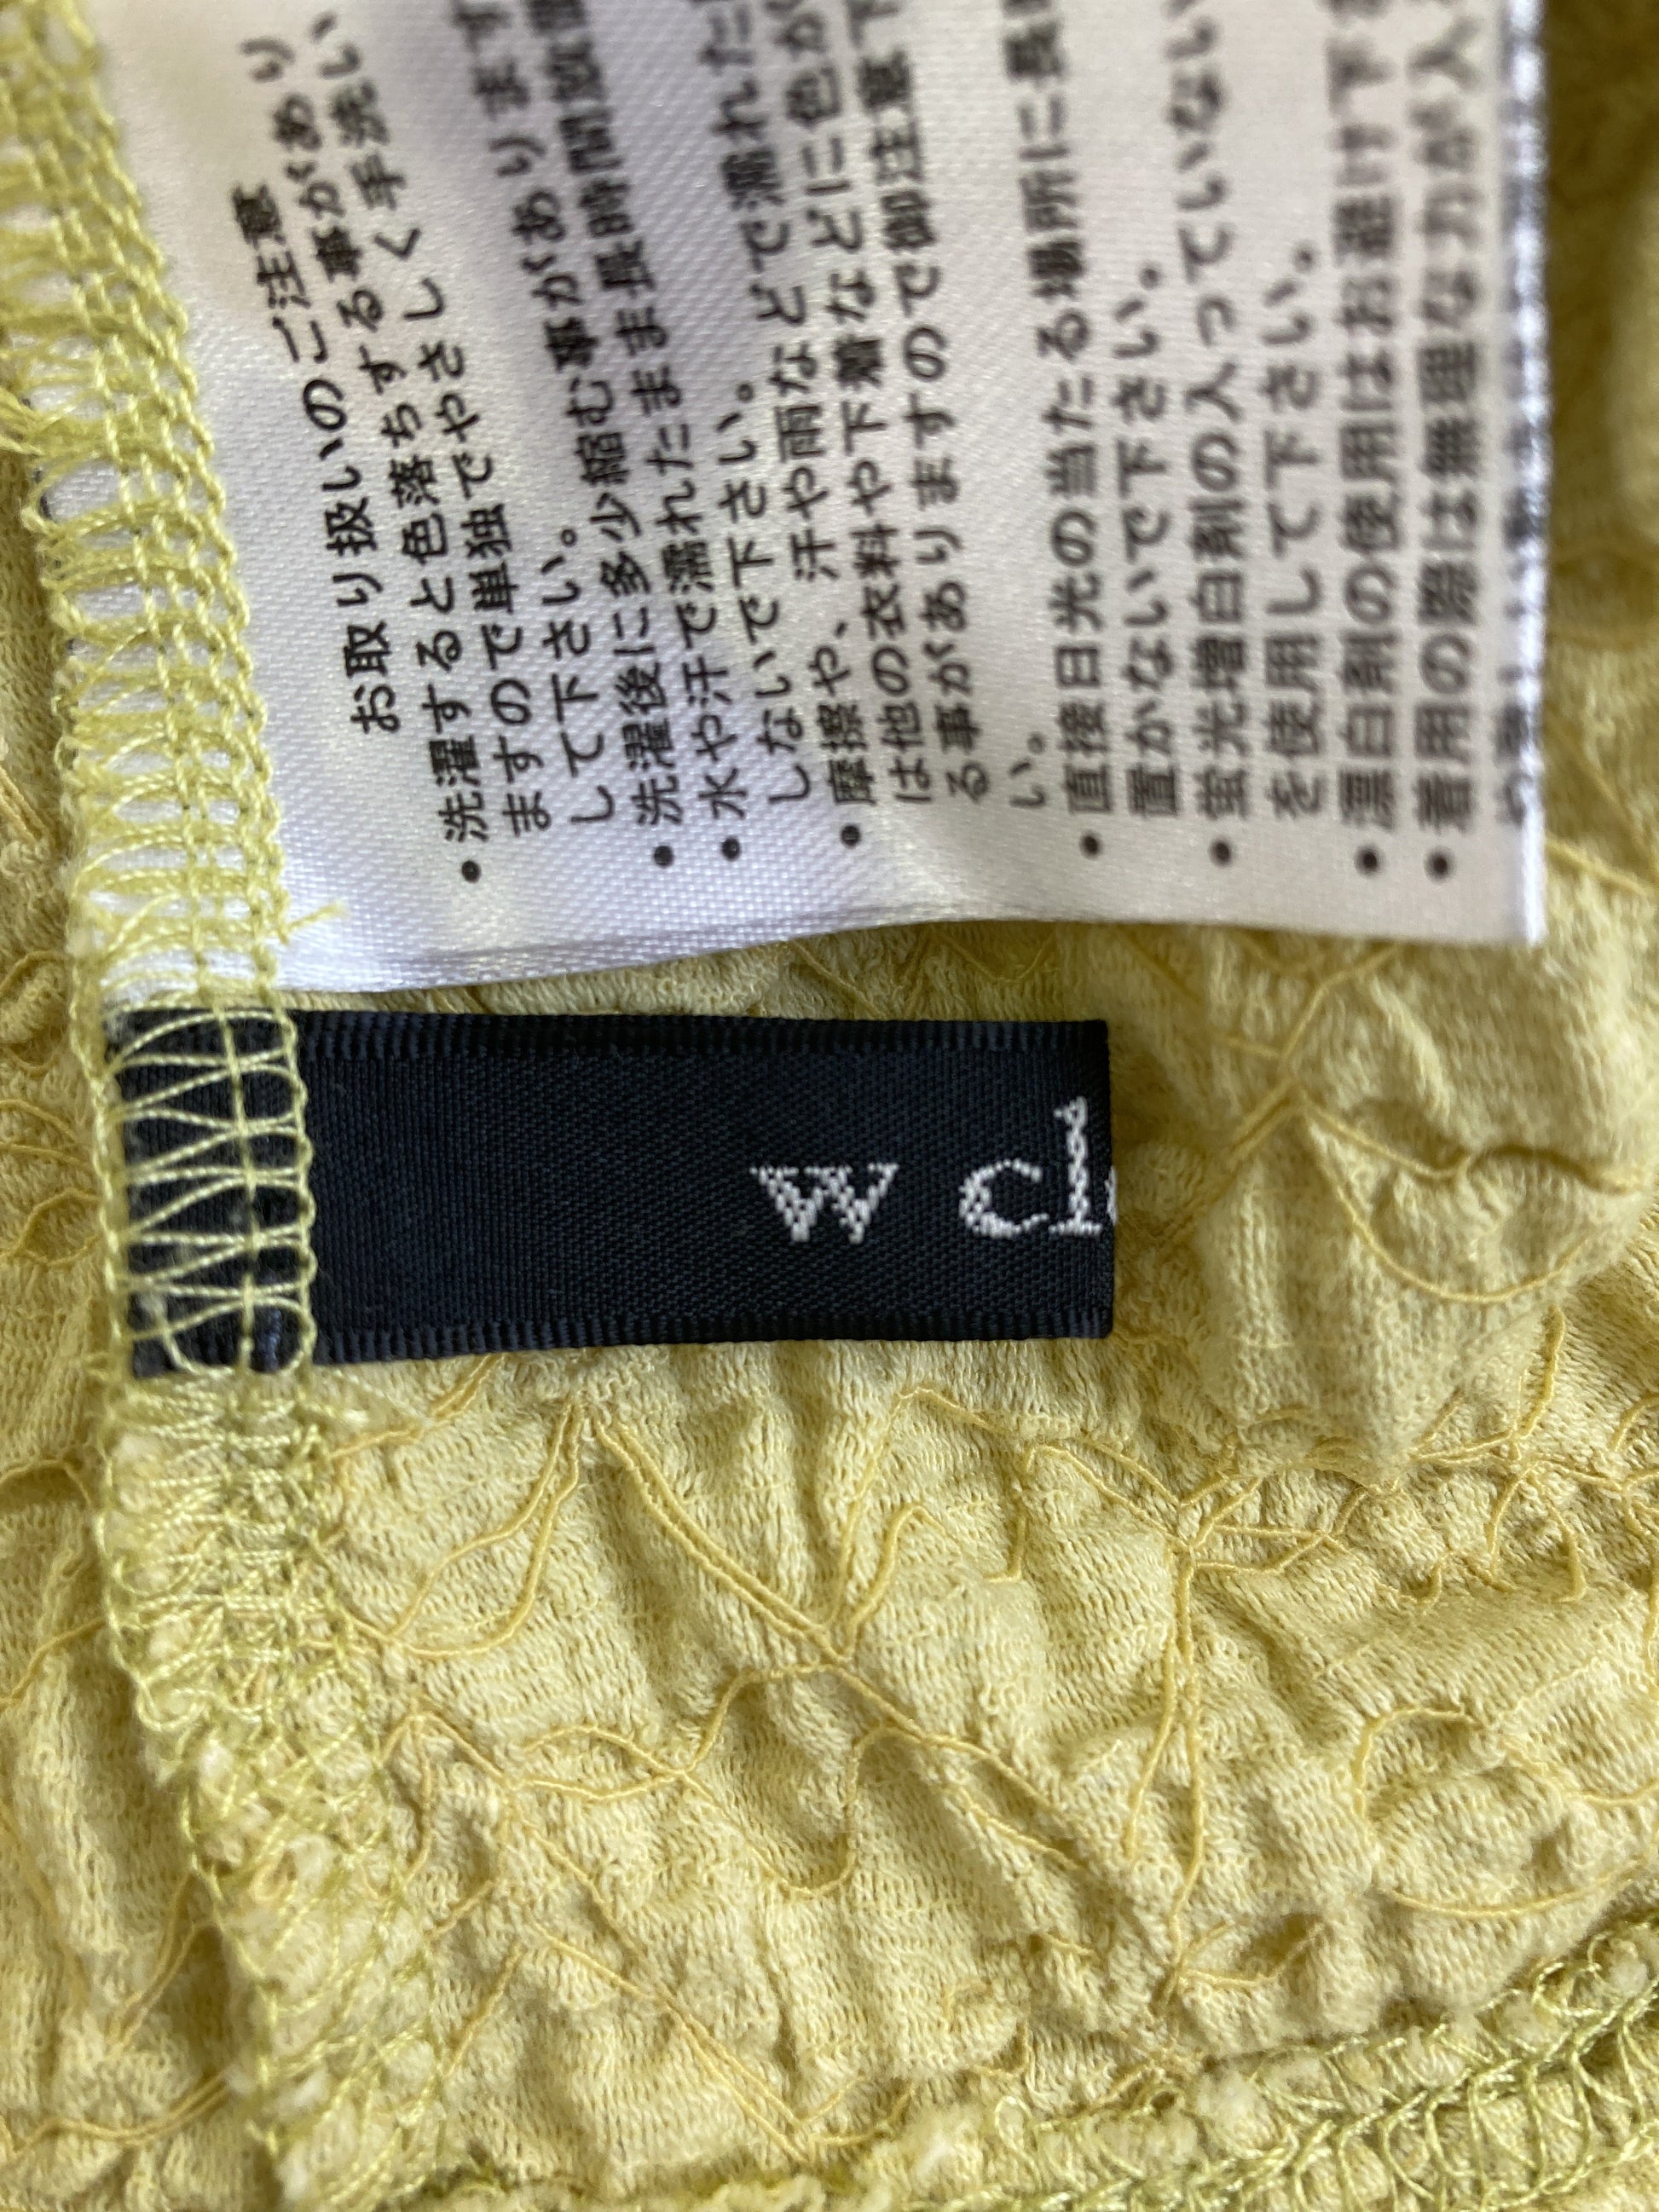 お取り扱いのご注意
・洗濯すると色落ちする事があり
ますので単独でやさしく手洗い
して下さい。
・洗濯後に多少縮む事があります
・水や汗で濡れたまま長時間放置
しないで下さい。
・摩擦や、汗や雨などで濡れた
は他の衣料や下着などに色が
る事がありますので御注意下
い。
・直接日光の当たる場所に長
置かないで下さい。
・蛍光増白剤の入っていない
を使用して下さい。
・漂白剤の使用はお避け下
・着用の際は無理な力が入
w cl